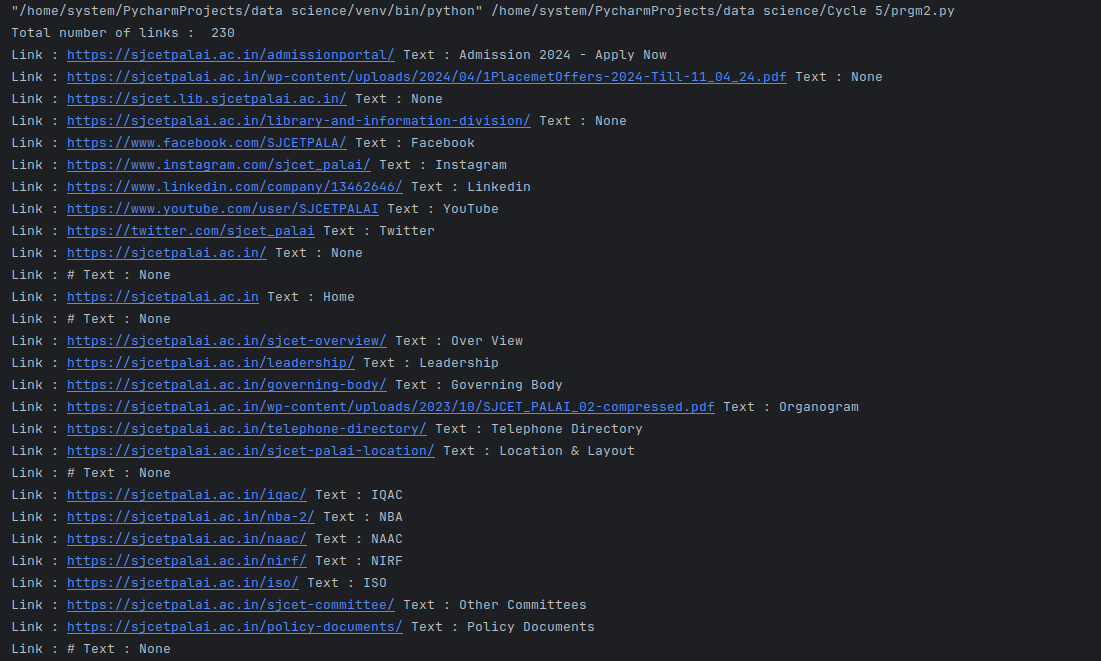 "/home/system/PycharmProjects/data science/venv/bin/python" /home/system/PycharmProjects/data science/Cycle 5/prgm2.py
Total number of links :  230
Link : https://sjcetpalai.ac.in/admissionportal/ Text : Admission 2024 - Apply Now
Link : https://sjcetpalai.ac.in/wp-content/uploads/2024/04/1PlacemetOffers-2024-Till-11_04_24.pdf Text : None
Link : https://sjcet.lib.sjcetpalai.ac.in/ Text : None
Link : https://sjcetpalai.ac.in/library-and-information-division/ Text : None
Link : https://www.facebook.com/SJCETPALA/ Text : Facebook
Link : https://www.instagram.com/sjcet_palai/ Text : Instagram
Link : https://www.linkedin.com/company/13462646/ Text : Linkedin
Link : https://www.youtube.com/user/SJCETPALAI Text : YouTube
Link : https://twitter.com/sjcet_palai Text : Twitter
Link : https://sjcetpalai.ac.in/ Text : None
Link : # Text : None
Link : https://sjcetpalai.ac.in Text : Home
Link : # Text : None
Link : https://sjcetpalai.ac.in/sjcet-overview/ Text : Over View
Link : https://sjcetpalai.ac.in/leadership/ Text : Leadership
Link : https://sjcetpalai.ac.in/governing-body/ Text : Governing Body
Link : https://sjcetpalai.ac.in/wp-content/uploads/2023/10/SJCET_PALAI_02-compressed.pdf Text : Organogram
Link : https://sjcetpalai.ac.in/telephone-directory/ Text : Telephone Directory
Link : https://sjcetpalai.ac.in/sjcet-palai-location/ Text : Location & Layout
Link : # Text : None
Link : https://sjcetpalai.ac.in/iqac/ Text : IQAC
Link : https://sjcetpalai.ac.in/nba-2/ Text : NBA
Link : https://sjcetpalai.ac.in/naac/ Text : NAAC
Link : https://sjcetpalai.ac.in/nirf/ Text : NIRF
Link : https://sjcetpalai.ac.in/iso/ Text : ISO
Link : https://sjcetpalai.ac.in/sjcet-committee/ Text : Other Committees
Link : https://sjcetpalai.ac.in/policy-documents/ Text : Policy Documents
Link : # Text : None